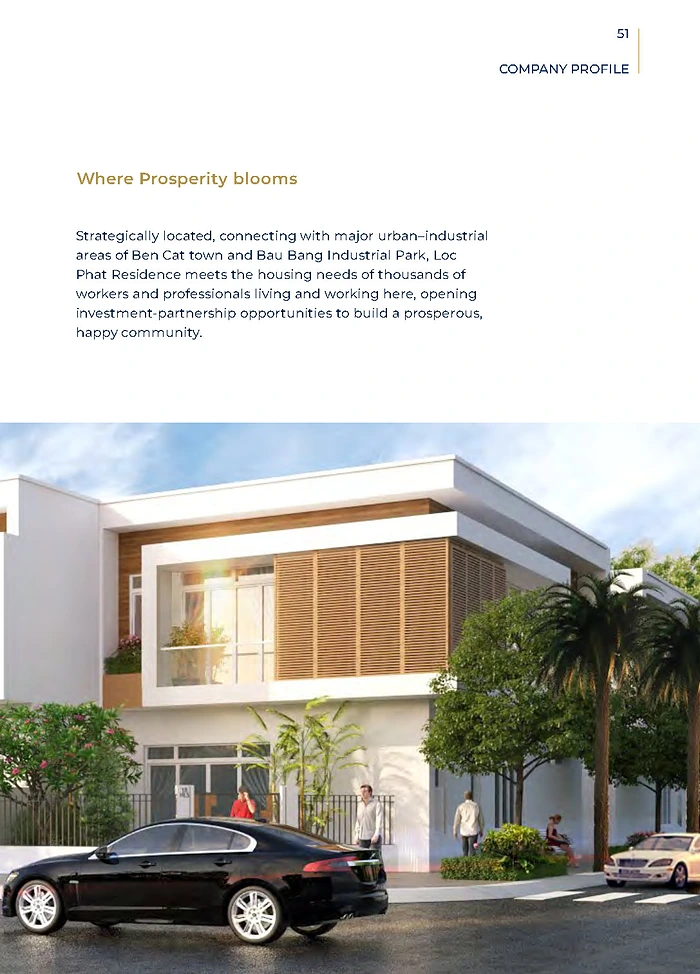 51
COMPANY PROFILE
Where Prosperity blooms
Strategically located, connecting with major urban–industrial
areas of Ben Cat town and Bau Bang Industrial Park, Loc
Phat Residence meets the housing needs of thousands of
workers and professionals living and working here, opening
investment-partnership opportunities to build a prosperous,
happy community.